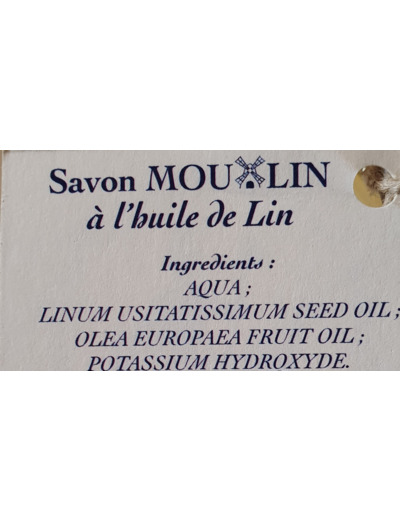 Savon MOULIN
à l'huile de Lin
Ingredients :
AQUA ;
LINUM USITATISSIMUM SEED OIL ;
OLEA EUROPAEA FRUIT OIL ;
POTASSIUM HYDROXYDE.